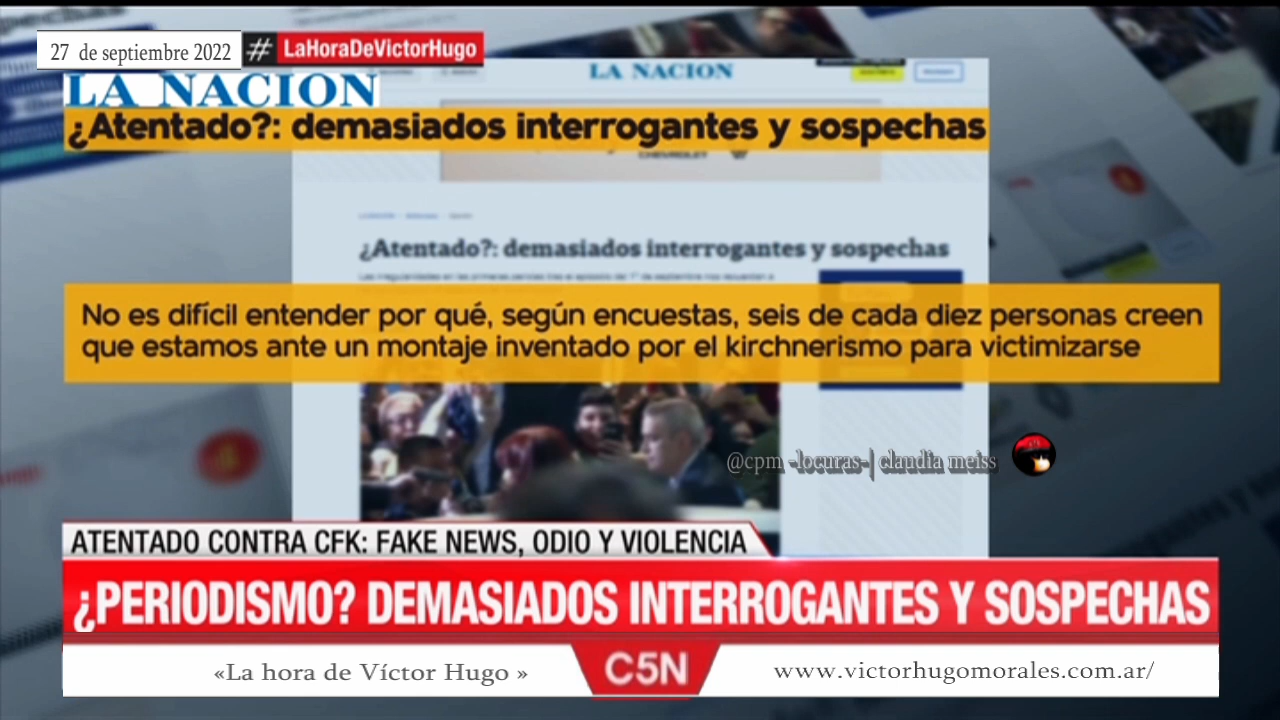 27 de septiembre 2022 # LaHoraDeVictorHugo
LA NACION
LA NACION
¿Atentado?: demasiados interrogantes y sospechas
CHEVROLET
¿Atentado?: demasiados interrogantes y sospechas
No es difícil entender por qué, según encuestas, seis de cada diez personas creen
que estamos ante un montaje inventado por el kirchnerismo para victimizarse
@cpm -locuras-| claudia meiss
ATENTADO CONTRA CFK: FAKE NEWS, ODIO Y VIOLENCIA
¿PERIODISMO? DEMASIADOS INTERROGANTES Y SOSPECHAS
«La hora de Víctor Hugo » C5N www.victorhugomorales.com.ar/